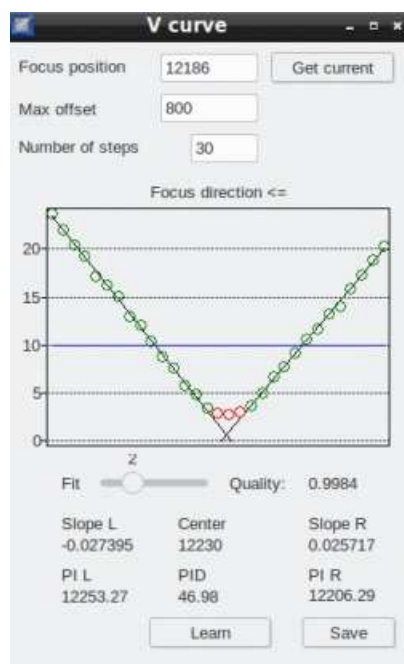 V curve
Focus position 12186 Get current
Max offset 800
Number of steps 30
Focus direction <=
20
15
10
5
0
2
Fit Quality: 0.9984
Slope L Center Slope R
-0.027395 12230 0.025717
PI L PID PI R
12253.27 46.98 12206.29
Learn Save